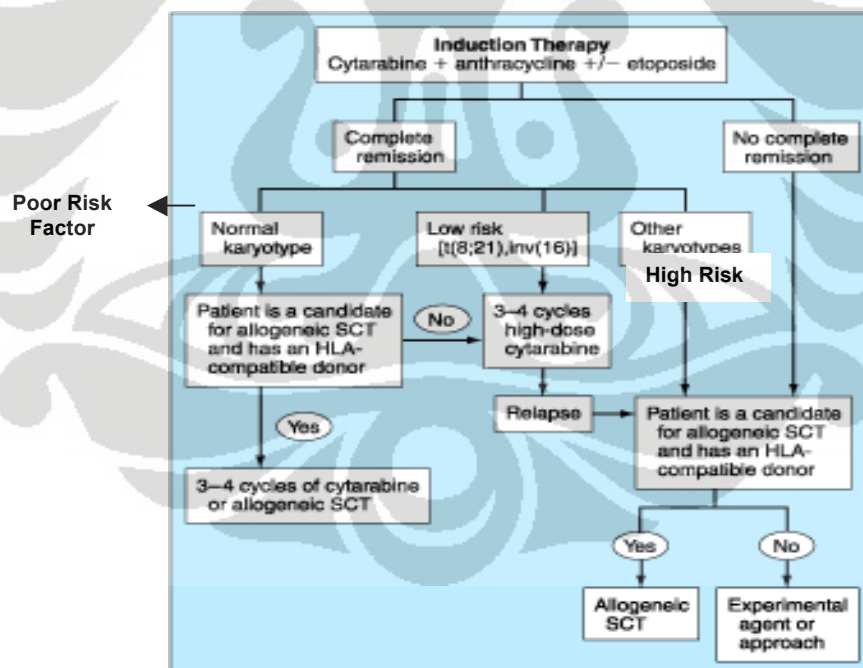 Induction Therapy
Cytarabine + anthracycline +/− etoposide
Complete
remission
No complete
remission
Poor Risk
Factor
Normal
karyotype
Low risk
[t(8;21),inv(16)]
Other
karyotypes
High Risk
Patient is a candidate
for allogeneic SCT
and has an HLA-
compatible donor
No
3–4 cycles
high-dose
cytarabine
Relapse
Patient is a candidate
for allogeneic SCT
and has an HLA-
compatible donor
Yes
3–4 cycles of cytarabine
or allogeneic SCT
Yes
No
Allogeneic
SCT
Experimental
agent or
approach